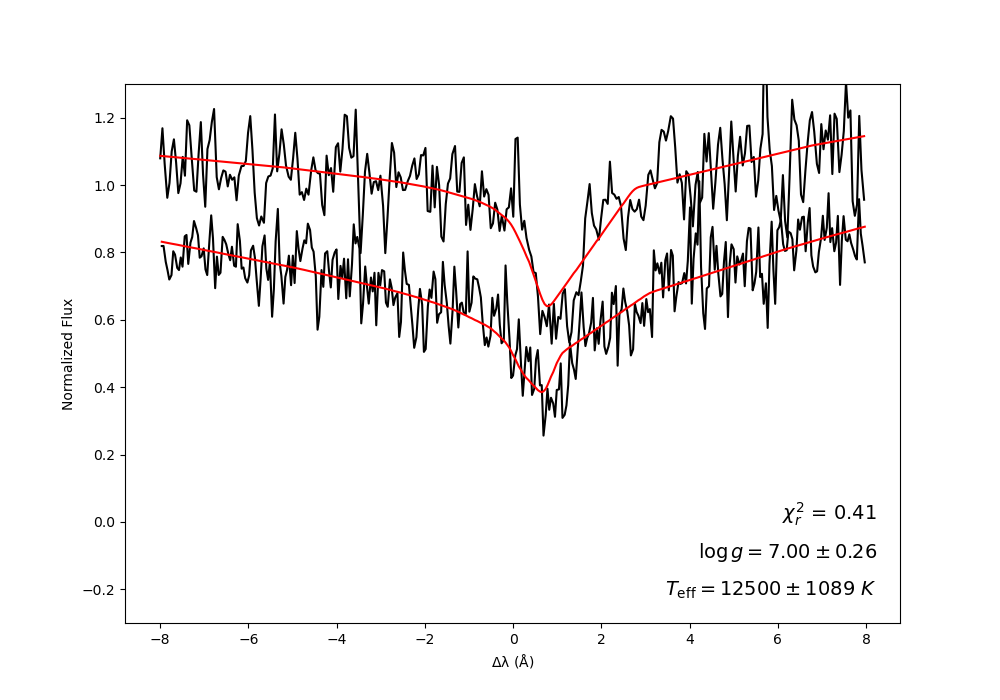 1.2
1.0
0.8
0.6
0.4
0.2
0.0
−0.2
Normalized Flux
χ²ᵣ = 0.41
log g = 7.00 ± 0.26
T_eff = 12500 ± 1089 K
−8 −6 −4 −2 0 2 4 6 8
Δλ (Å)